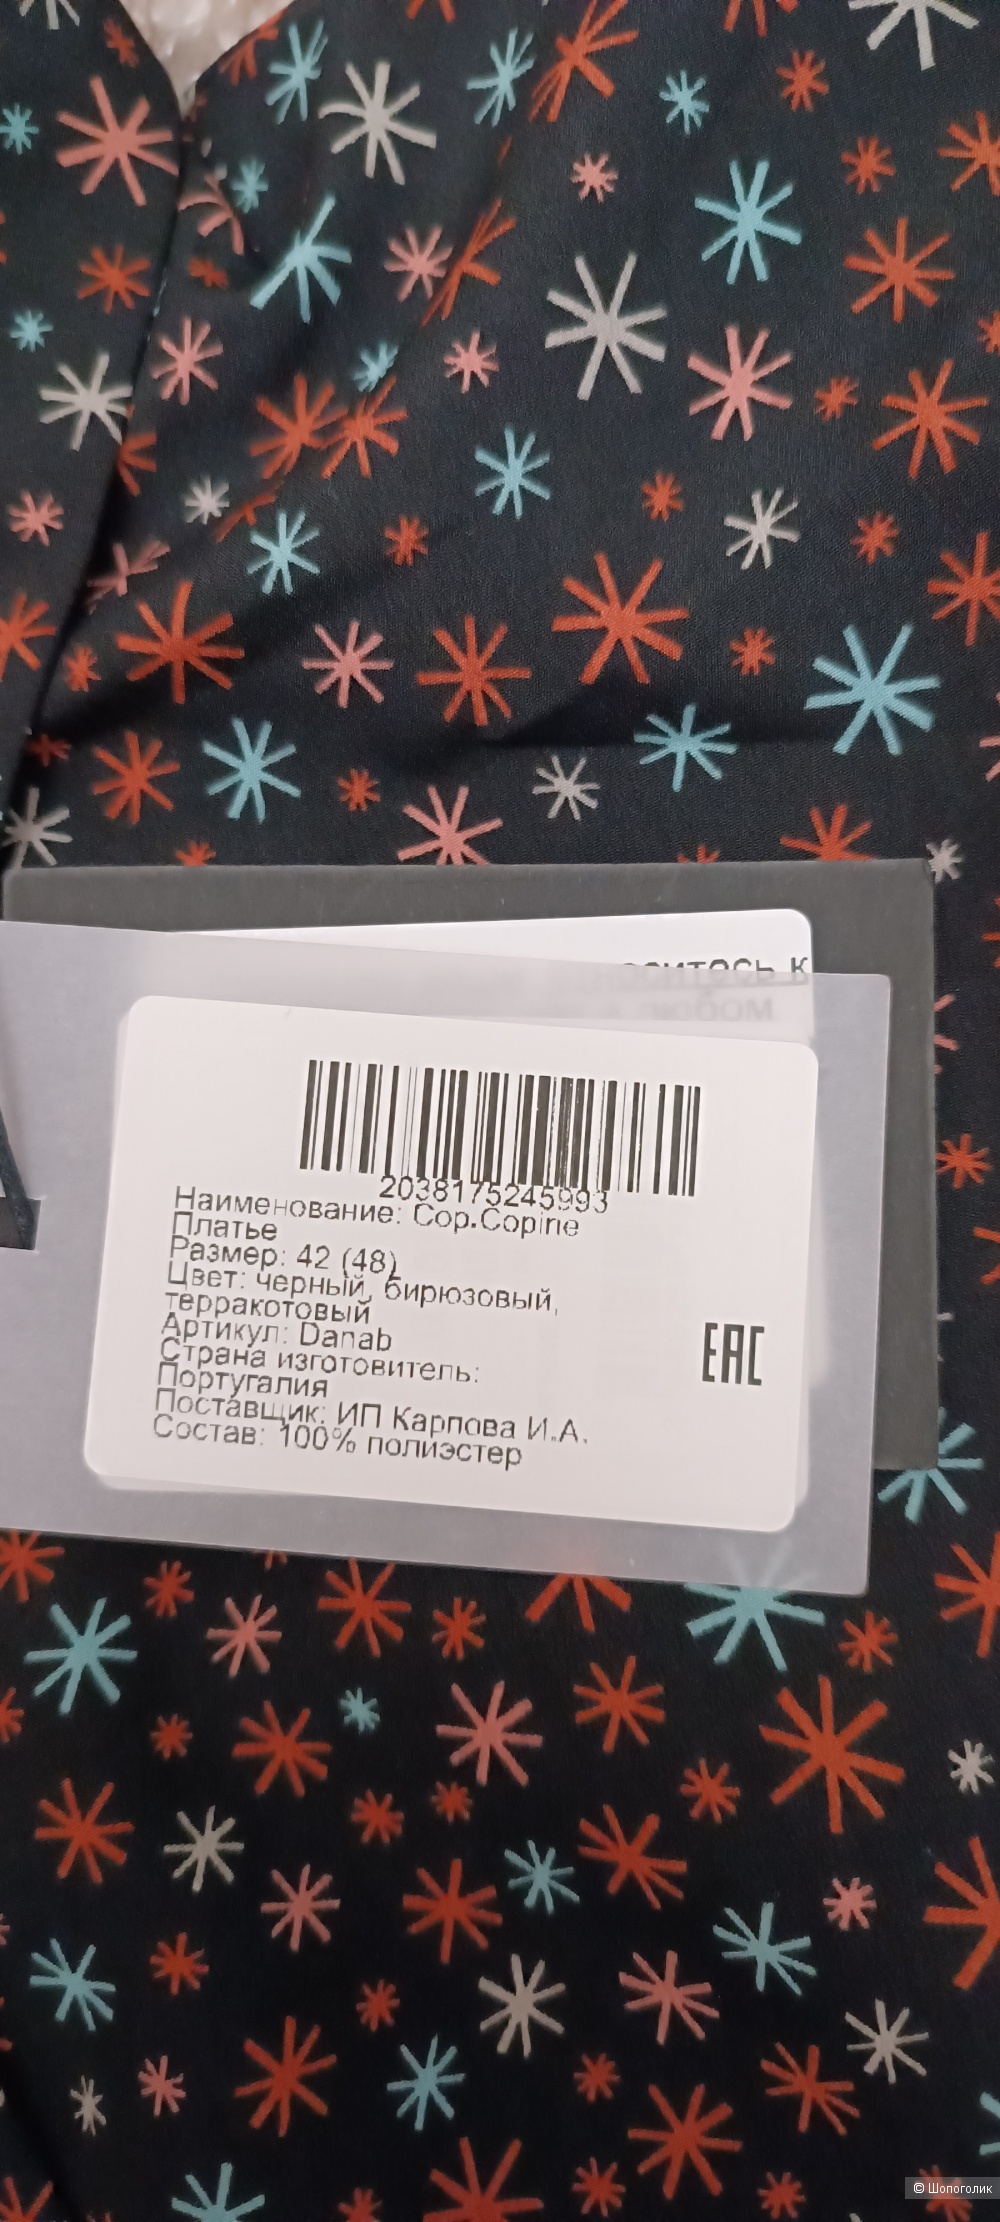 к
любом
2038175245993
Наименование: Cop.Copine
Платье
Размер: 42 (48)
Цвет: черный, бирюзовый,
терракотовый
Артикул: Danab
Страна изготовитель:
Португалия
Поставщик: ИП Карпова И.А.
Состав: 100% полиэстер
EAC
© Шопоголик